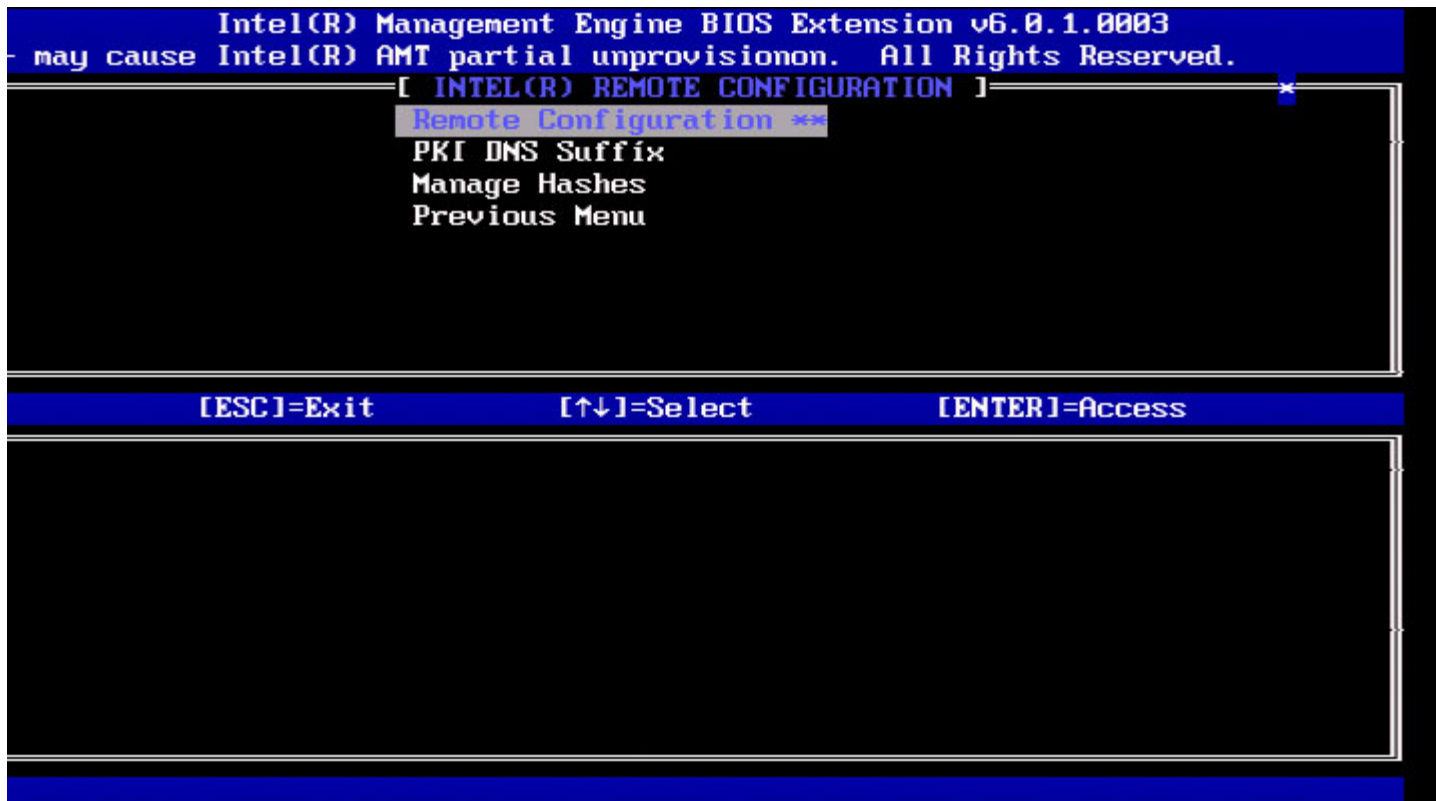 Intel(R) Management Engine BIOS Extension v6.0.1.0003
- may cause Intel(R) AMT partial unprovisionon. All Rights Reserved.
[ INTEL(R) REMOTE CONFIGURATION ] *
Remote Configuration **
PKI DNS Suffix
Manage Hashes
Previous Menu
[ESC]=Exit [↑↓]=Select [ENTER]=Access